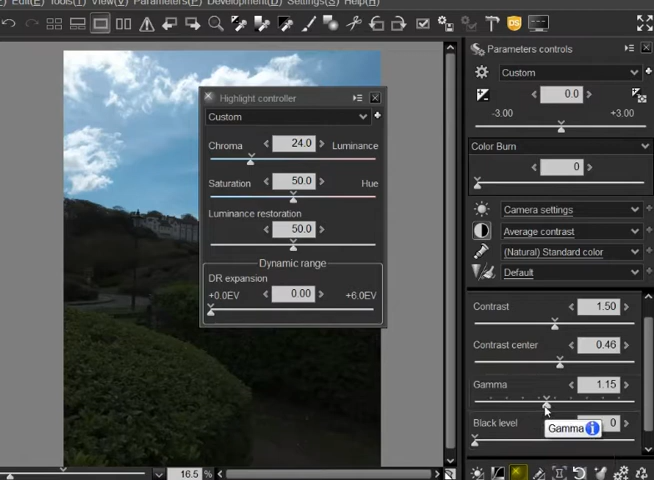 Edit(E) Tools(T) View(V) Parameters(P) Development(D) Settings(S) Help(H)
DS
Highlight controller
Custom
Chroma 24.0 Luminance
Saturation 50.0 Hue
Luminance restoration
50.0
Dynamic range
DR expansion
+0.0EV 0.00 +6.0EV
Parameters controls
Custom
0.0
-3.00 +3.00
Color Burn
0
Camera settings
Average contrast
(Natural) Standard color
Default
Contrast 1.50
Contrast center 0.46
Gamma 1.15
Gamma i
Black level 0
16.5 %